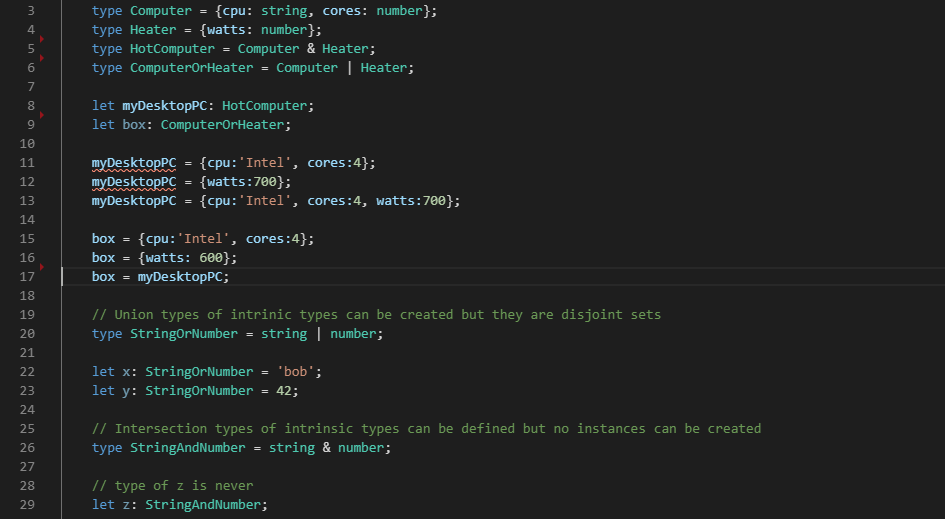 3 type Computer = {cpu: string, cores: number};
4 type Heater = {watts: number};
5 type HotComputer = Computer & Heater;
6 type ComputerOrHeater = Computer | Heater;
7
8 let myDesktopPC: HotComputer;
9 let box: ComputerOrHeater;
10
11 myDesktopPC = {cpu:'Intel', cores:4};
12 myDesktopPC = {watts:700};
13 myDesktopPC = {cpu:'Intel', cores:4, watts:700};
14
15 box = {cpu:'Intel', cores:4};
16 box = {watts: 600};
17 box = myDesktopPC;
18
19 // Union types of intrinic types can be created but they are disjoint sets
20 type StringOrNumber = string | number;
21
22 let x: StringOrNumber = 'bob';
23 let y: StringOrNumber = 42;
24
25 // Intersection types of intrinsic types can be defined but no instances can be created
26 type StringAndNumber = string & number;
27
28 // type of z is never
29 let z: StringAndNumber;